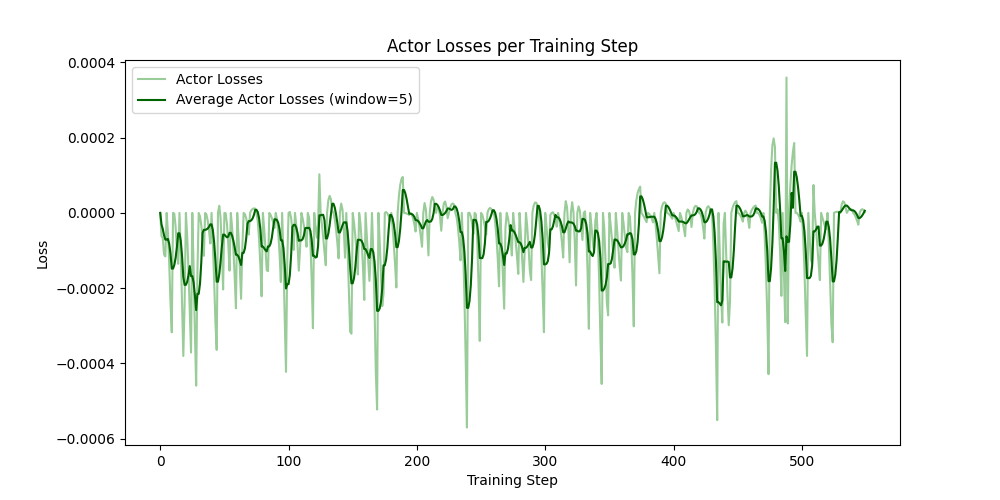 Actor Losses per Training Step
Actor Losses
Average Actor Losses (window=5)
0.0004
0.0002
0.0000
−0.0002
−0.0004
−0.0006
Loss
0 100 200 300 400 500
Training Step